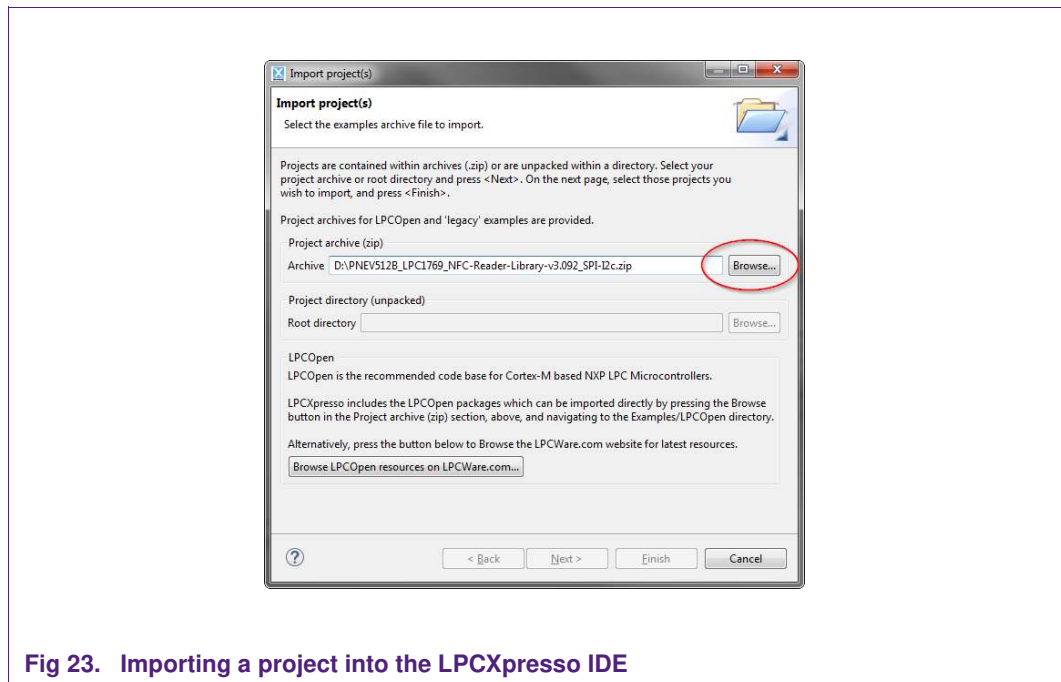 Import project(s)
Import project(s)
Select the examples archive file to import.
Projects are contained within archives (.zip) or are unpacked within a directory. Select your
project archive or root directory and press <Next>. On the next page, select those projects you
wish to import, and press <Finish>.
Project archives for LPCOpen and 'legacy' examples are provided.
Project archive (zip)
Archive D:\PNEV512B_LPC1769_NFC-Reader-Library-v3.092_SPI-I2c.zip Browse...
Project directory (unpacked)
Root directory Browse...
LPCOpen
LPCOpen is the recommended code base for Cortex-M based NXP LPC Microcontrollers.
LPCXpresso includes the LPCOpen packages which can be imported directly by pressing the Browse
button in the Project archive (zip) section, above, and navigating to the Examples/LPCOpen directory.
Alternatively, press the button below to Browse the LPCWare.com website for latest resources.
Browse LPCOpen resources on LPCWare.com...
? < Back Next > Finish Cancel
Fig 23. Importing a project into the LPCXpresso IDE